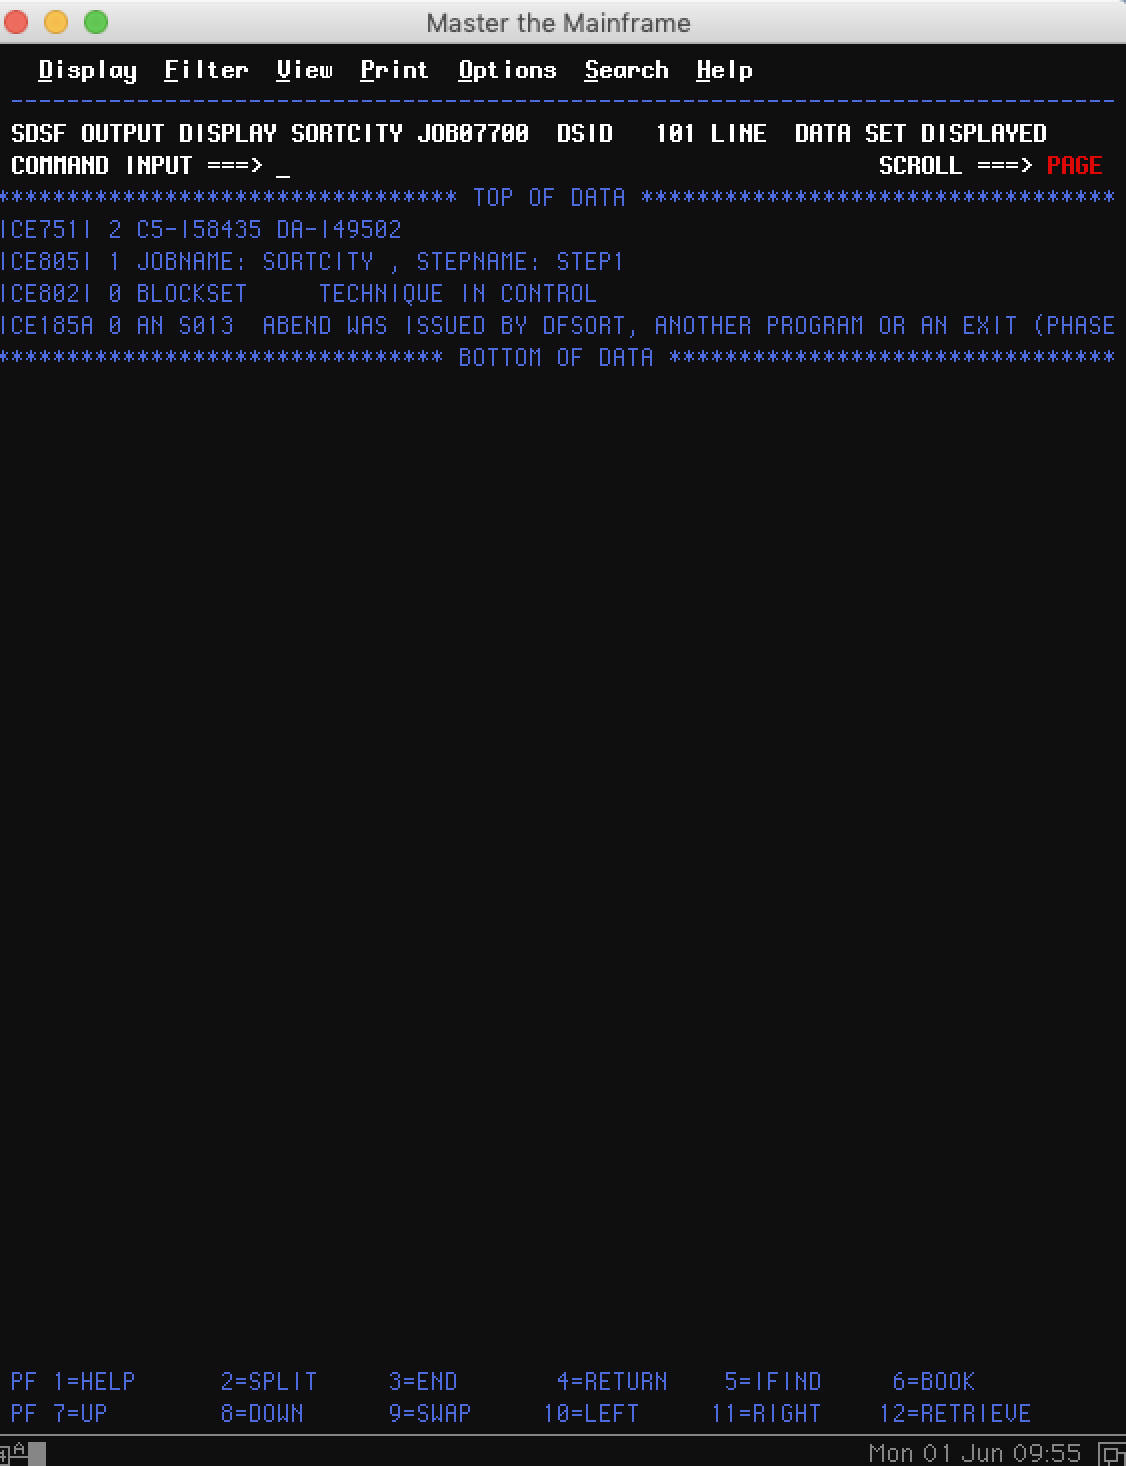 Master the Mainframe
Display Filter View Print Options Search Help
-------------------------------------------------------------------------------
SDSF OUTPUT DISPLAY SORTCITY JOB07700 DSID 101 LINE DATA SET DISPLAYED
COMMAND INPUT ===> _ SCROLL ===> PAGE
********************************* TOP OF DATA **********************************
ICE751I 2 C5-I58435 DA-I49502
ICE805I 1 JOBNAME: SORTCITY , STEPNAME: STEP1
ICE802I 0 BLOCKSET TECHNIQUE IN CONTROL
ICE185A 0 AN S013 ABEND WAS ISSUED BY DFSORT, ANOTHER PROGRAM OR AN EXIT (PHASE
******************************** BOTTOM OF DATA ********************************
PF 1=HELP 2=SPLIT 3=END 4=RETURN 5=IFIND 6=BOOK
PF 7=UP 8=DOWN 9=SWAP 10=LEFT 11=RIGHT 12=RETRIEVE
4 A Mon 01 Jun 09:55